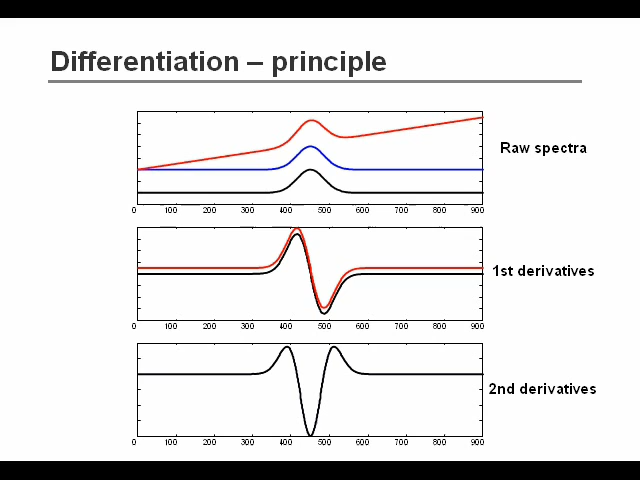 Differentiation – principle
Raw spectra
0 100 200 300 400 500 600 700 800 900
1st derivatives
0 100 200 300 400 500 600 700 800 900
2nd derivatives
0 100 200 300 400 500 600 700 800 900